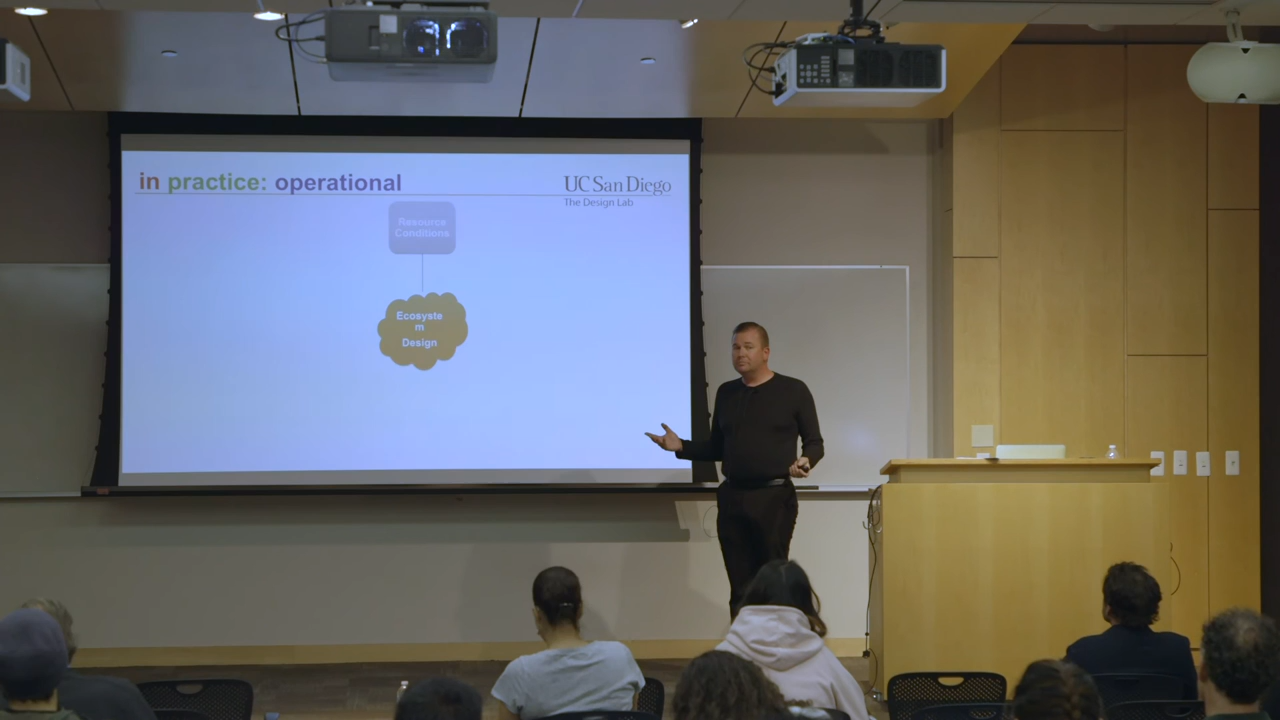 in practice: operational
UC San Diego
The Design Lab
Resource
Conditions
Ecosyste
m
Design